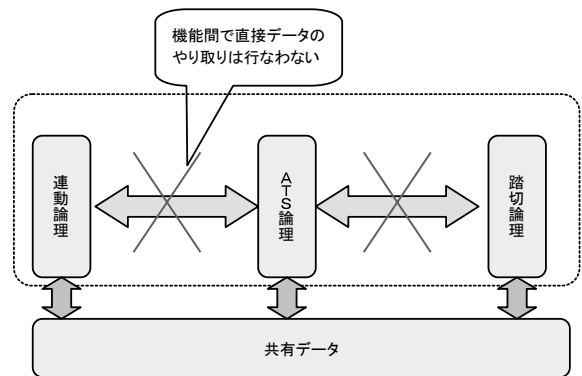 機能間で直接データの
やり取りは行なわない
連動論理
ATS論理
踏切論理
共有データ